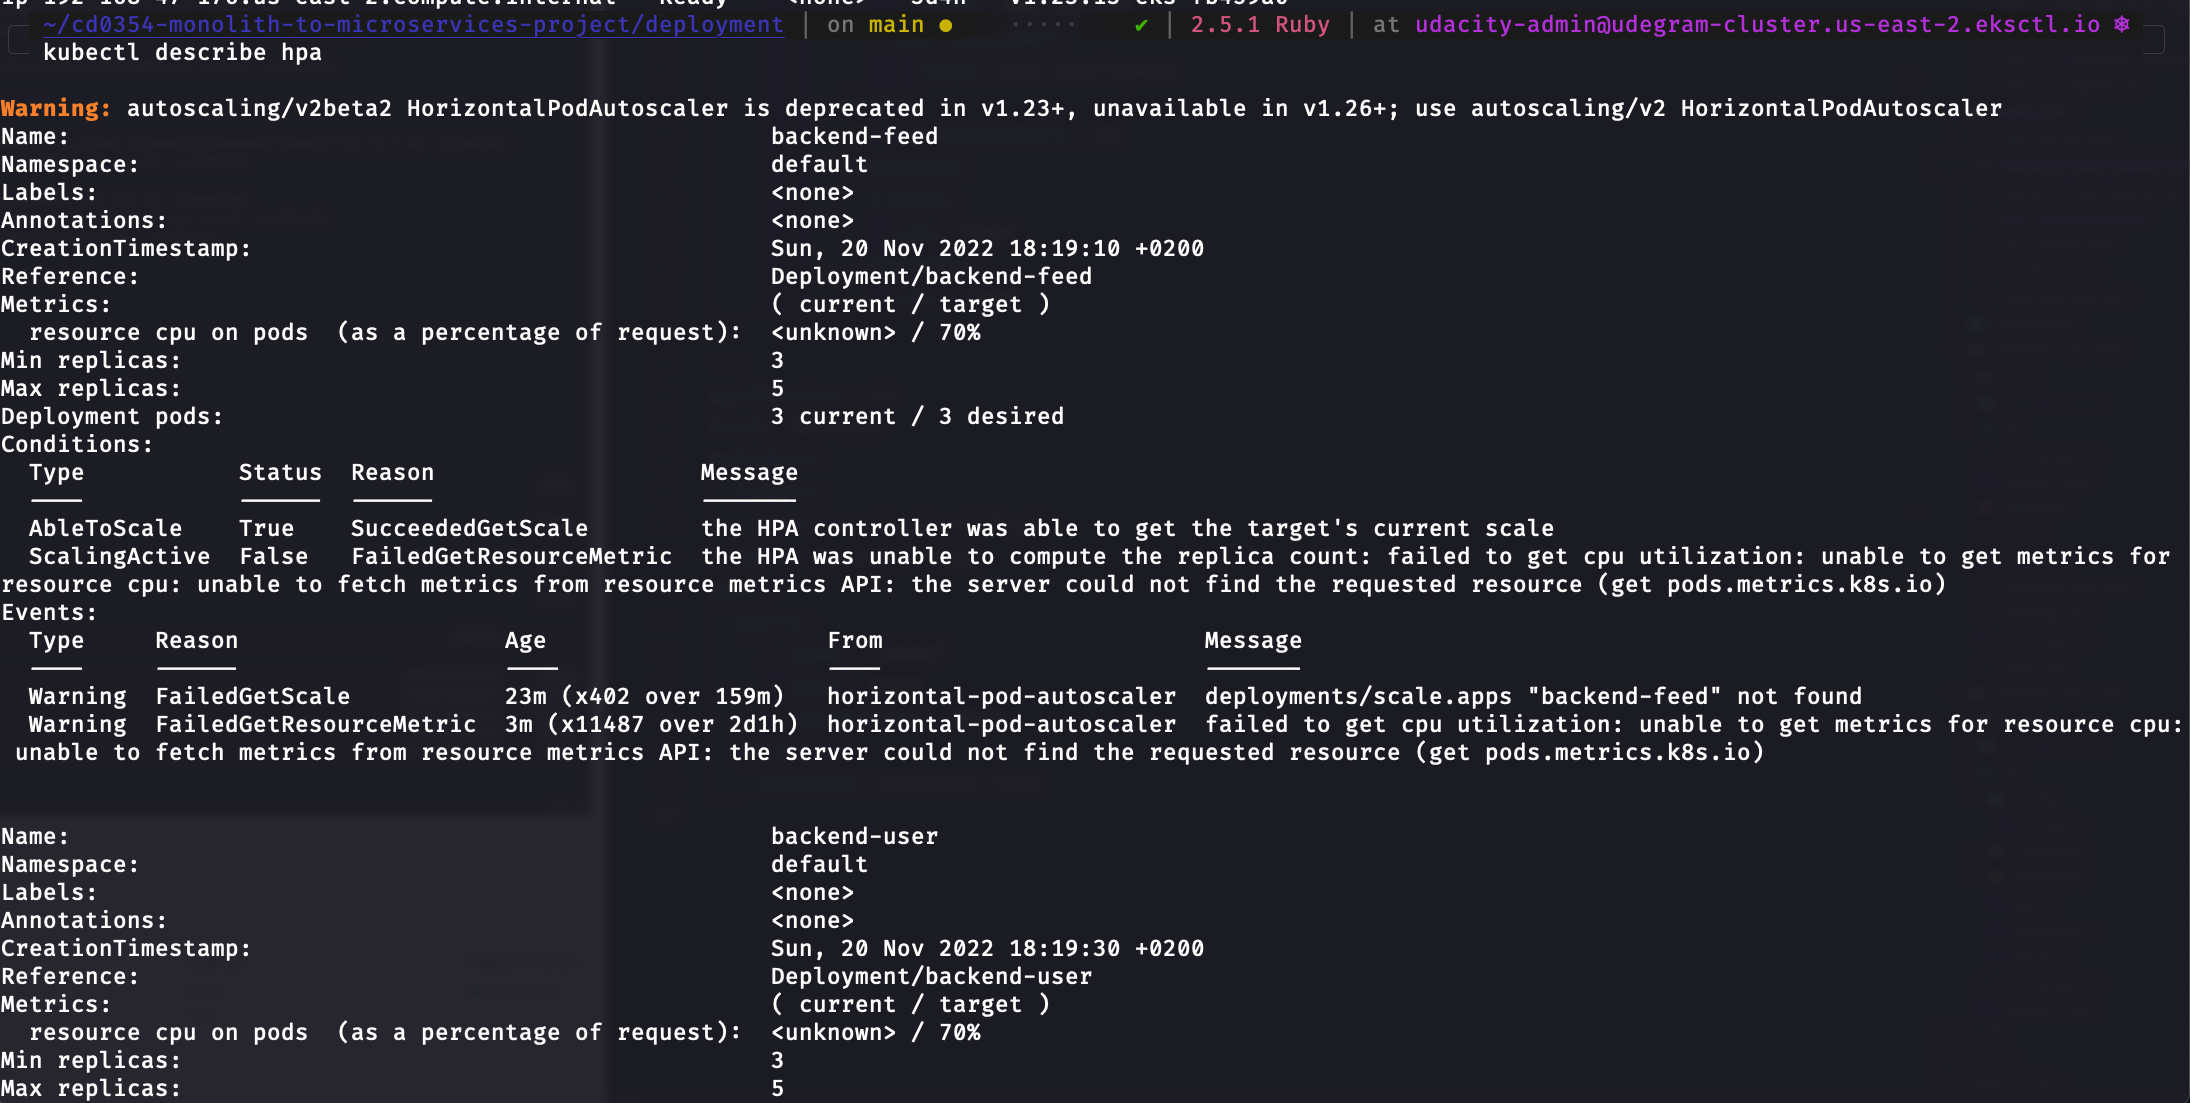 ~/cd0354-monolith-to-microservices-project/deployment | on main ● ····· ✔ | 2.5.1 Ruby | at udacity-admin@udegram-cluster.us-east-2.eksctl.io ⎈
kubectl describe hpa
Warning: autoscaling/v2beta2 HorizontalPodAutoscaler is deprecated in v1.23+, unavailable in v1.26+; use autoscaling/v2 HorizontalPodAutoscaler
Name: backend-feed
Namespace: default
Labels: <none>
Annotations: <none>
CreationTimestamp: Sun, 20 Nov 2022 18:19:10 +0200
Reference: Deployment/backend-feed
Metrics: ( current / target )
resource cpu on pods (as a percentage of request): <unknown> / 70%
Min replicas: 3
Max replicas: 5
Deployment pods: 3 current / 3 desired
Conditions:
Type Status Reason Message
---- ------ ------ -------
AbleToScale True SucceededGetScale the HPA controller was able to get the target's current scale
ScalingActive False FailedGetResourceMetric the HPA was unable to compute the replica count: failed to get cpu utilization: unable to get metrics for
resource cpu: unable to fetch metrics from resource metrics API: the server could not find the requested resource (get pods.metrics.k8s.io)
Events:
Type Reason Age From Message
---- ------ ---- ---- -------
Warning FailedGetScale 23m (x402 over 159m) horizontal-pod-autoscaler deployments/scale.apps "backend-feed" not found
Warning FailedGetResourceMetric 3m (x11487 over 2d1h) horizontal-pod-autoscaler failed to get cpu utilization: unable to get metrics for resource cpu:
unable to fetch metrics from resource metrics API: the server could not find the requested resource (get pods.metrics.k8s.io)
Name: backend-user
Namespace: default
Labels: <none>
Annotations: <none>
CreationTimestamp: Sun, 20 Nov 2022 18:19:30 +0200
Reference: Deployment/backend-user
Metrics: ( current / target )
resource cpu on pods (as a percentage of request): <unknown> / 70%
Min replicas: 3
Max replicas: 5